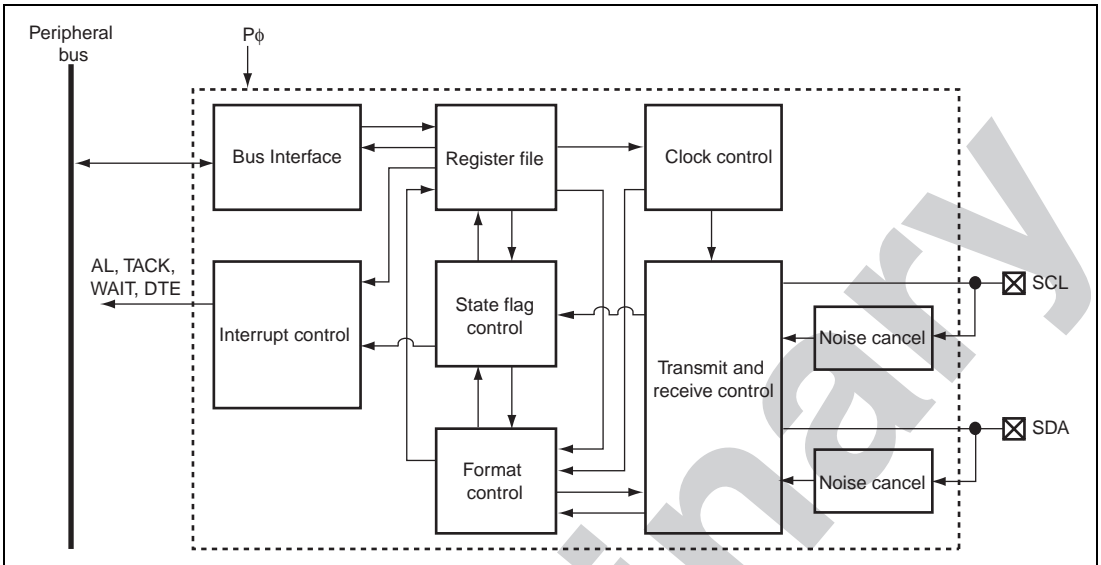 Peripheral
bus
Pϕ
Bus Interface
Register file
Clock control
AL, TACK,
WAIT, DTE
Interrupt control
State flag
control
Transmit and
receive control
Noise cancel
SCL
Format
control
Noise cancel
SDA
inary